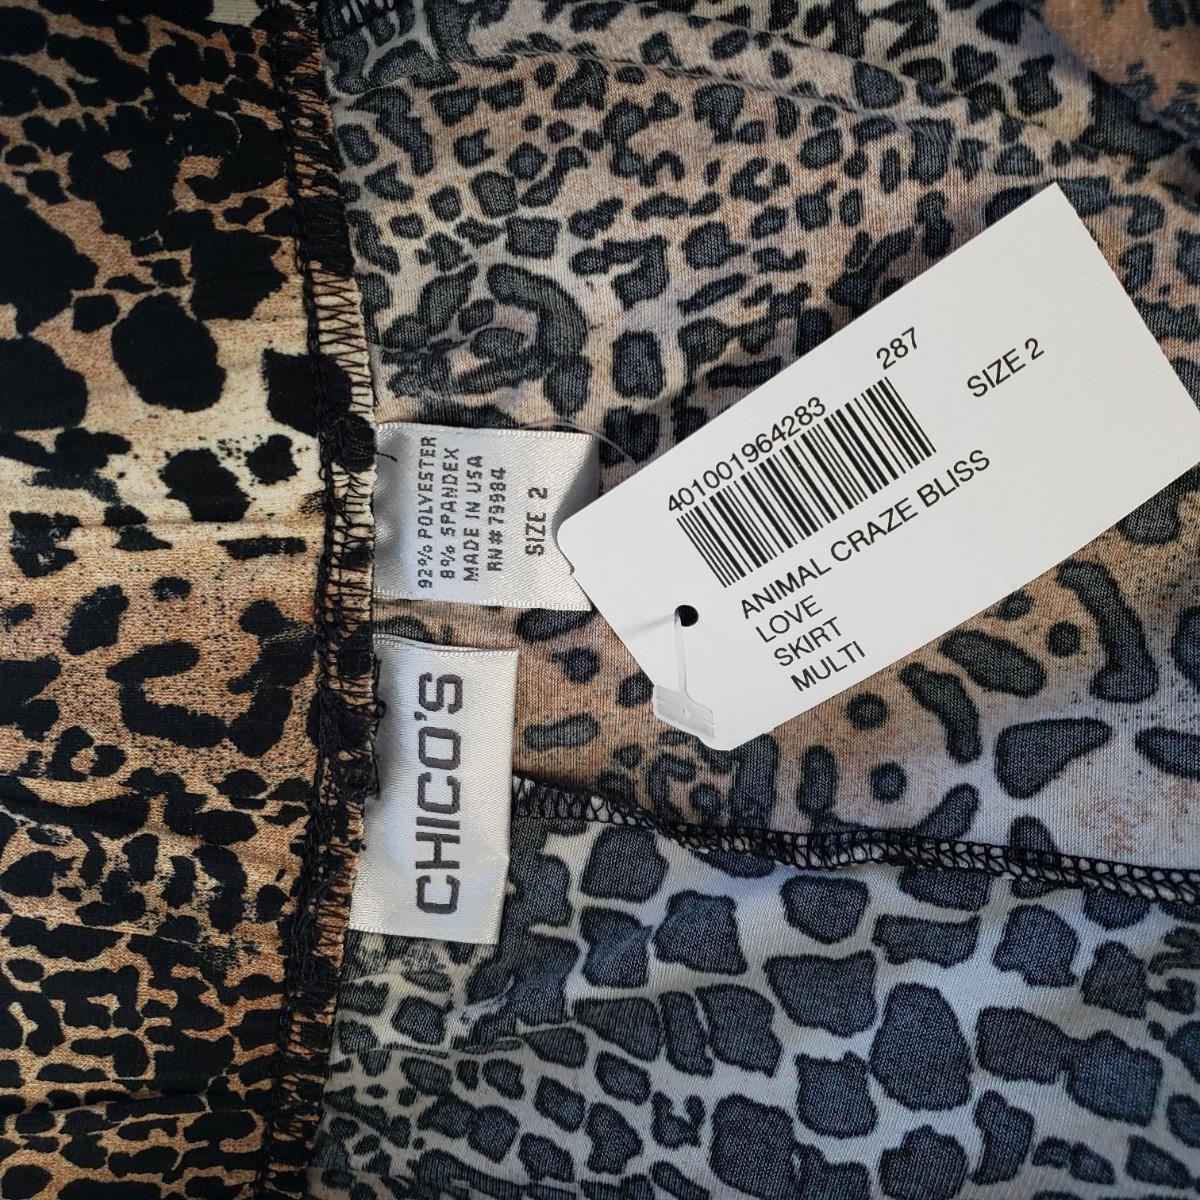 287
401001964283
SIZE 2
ANIMAL CRAZE BLISS
LOVE
SKIRT
MULTI
92% POLYESTER
8% SPANDEX
MADE IN USA
RN# 79984
SIZE 2
CHICO'S